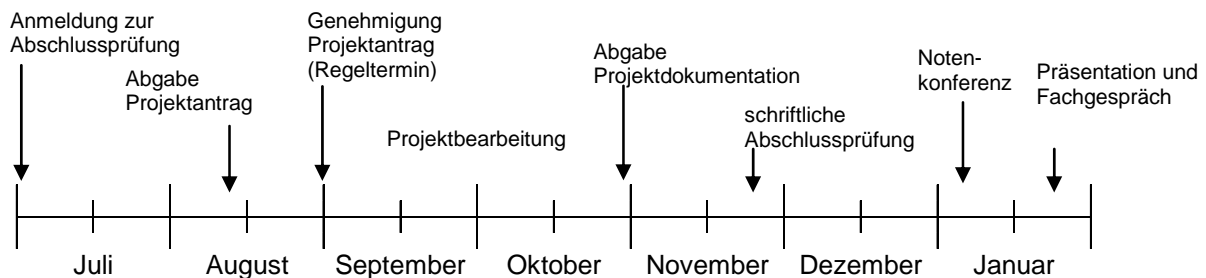 Anmeldung zur
Abschlussprüfung
Abgabe
Projektantrag
Genehmigung
Projektantrag
(Regeltermin)
Projektbearbeitung
Abgabe
Projektdokumentation
schriftliche
Abschlussprüfung
Noten-
konferenz
Präsentation und
Fachgespräch
Juli
August
September
Oktober
November
Dezember
Januar